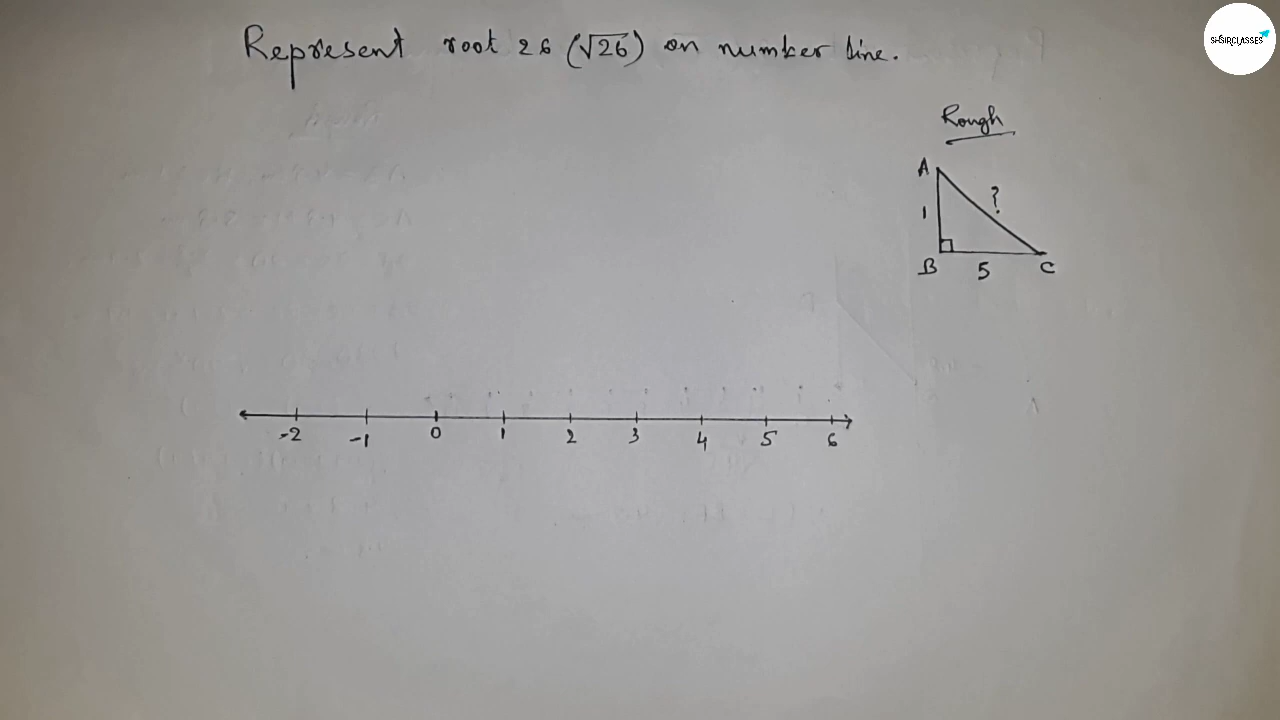 Represent root 26 (√26) on number line.
SHSIRCLASSES
Rough
A
?
1
B 5 C
-2 -1 0 1 2 3 4 5 6